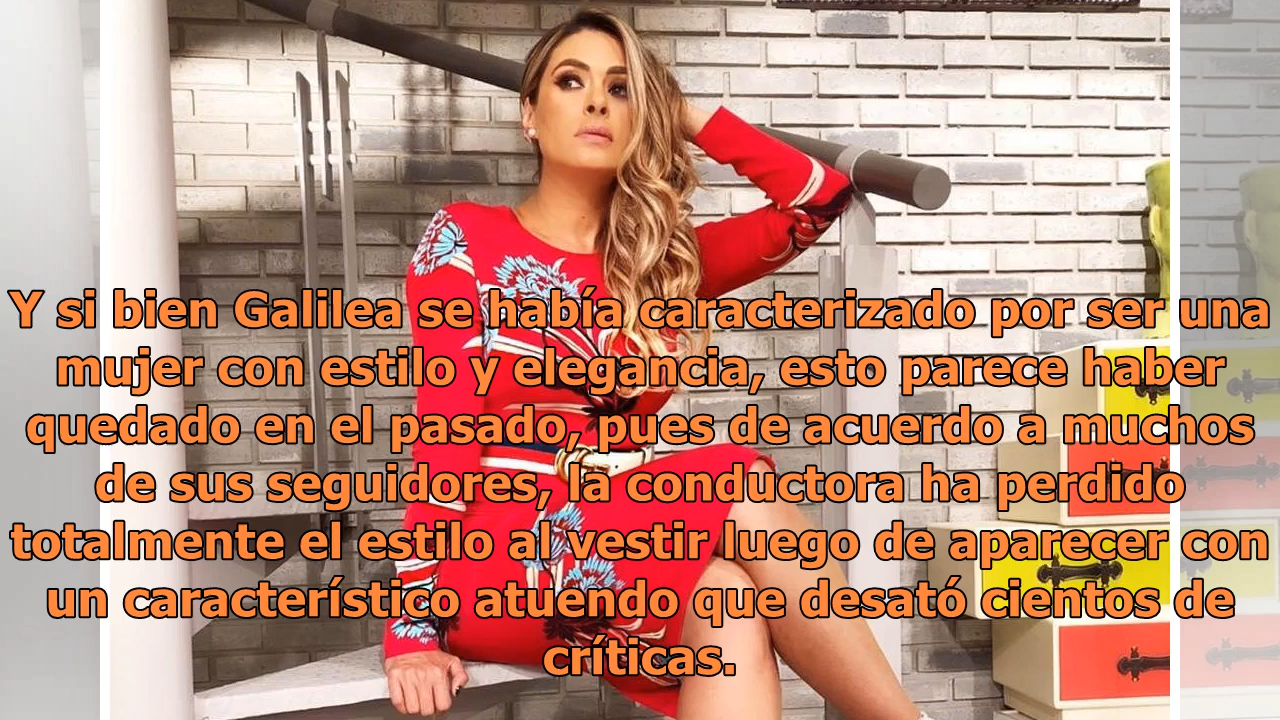 Y si bien Galilea se había caracterizado por ser una
mujer con estilo y elegancia, esto parece haber
quedado en el pasado, pues de acuerdo a muchos
de sus seguidores, la conductora ha perdido
totalmente el estilo al vestir luego de aparecer con
un característico atuendo que desató cientos de
críticas.